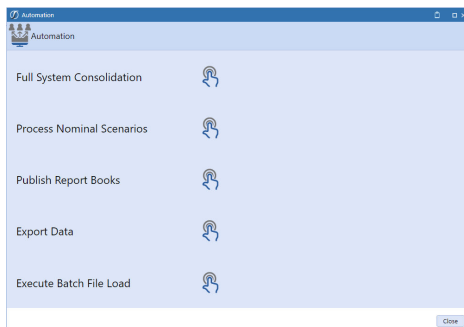 Automation
Automation
Full System Consolidation
Process Nominal Scenarios
Publish Report Books
Export Data
Execute Batch File Load
Close